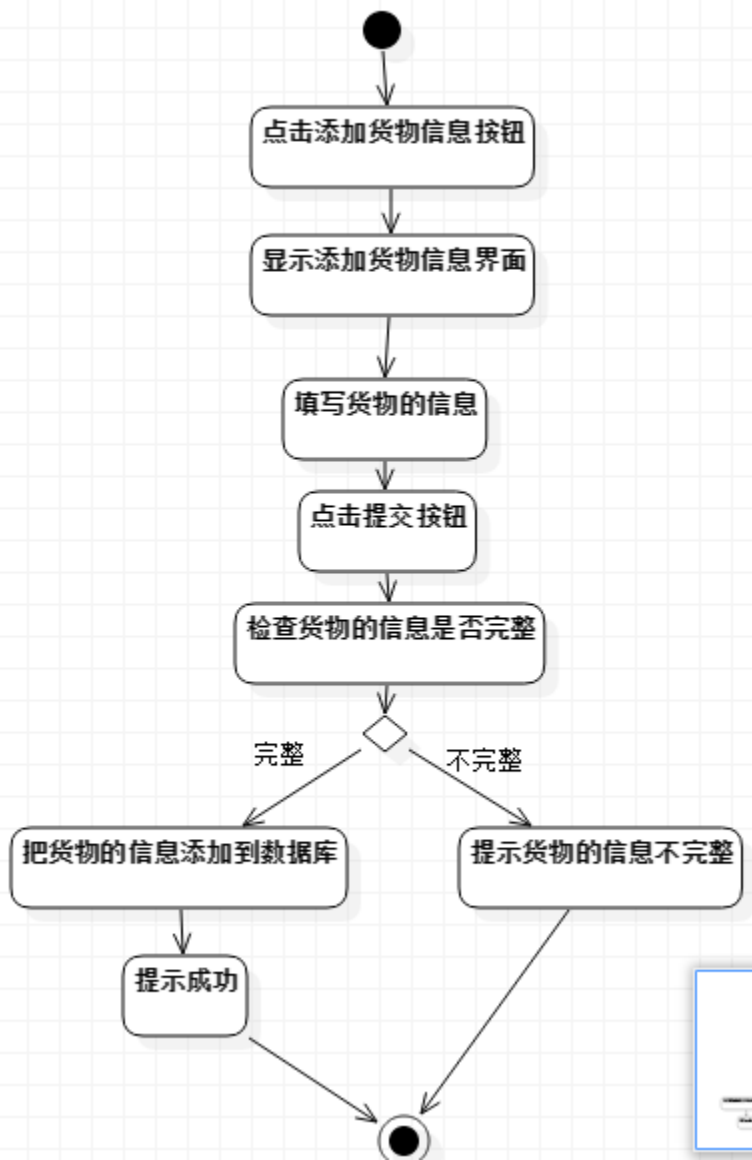 点击添加货物信息按钮
显示添加货物信息界面
填写货物的信息
点击提交按钮
检查货物的信息是否完整
完整
不完整
把货物的信息添加到数据库
提示货物的信息不完整
提示成功